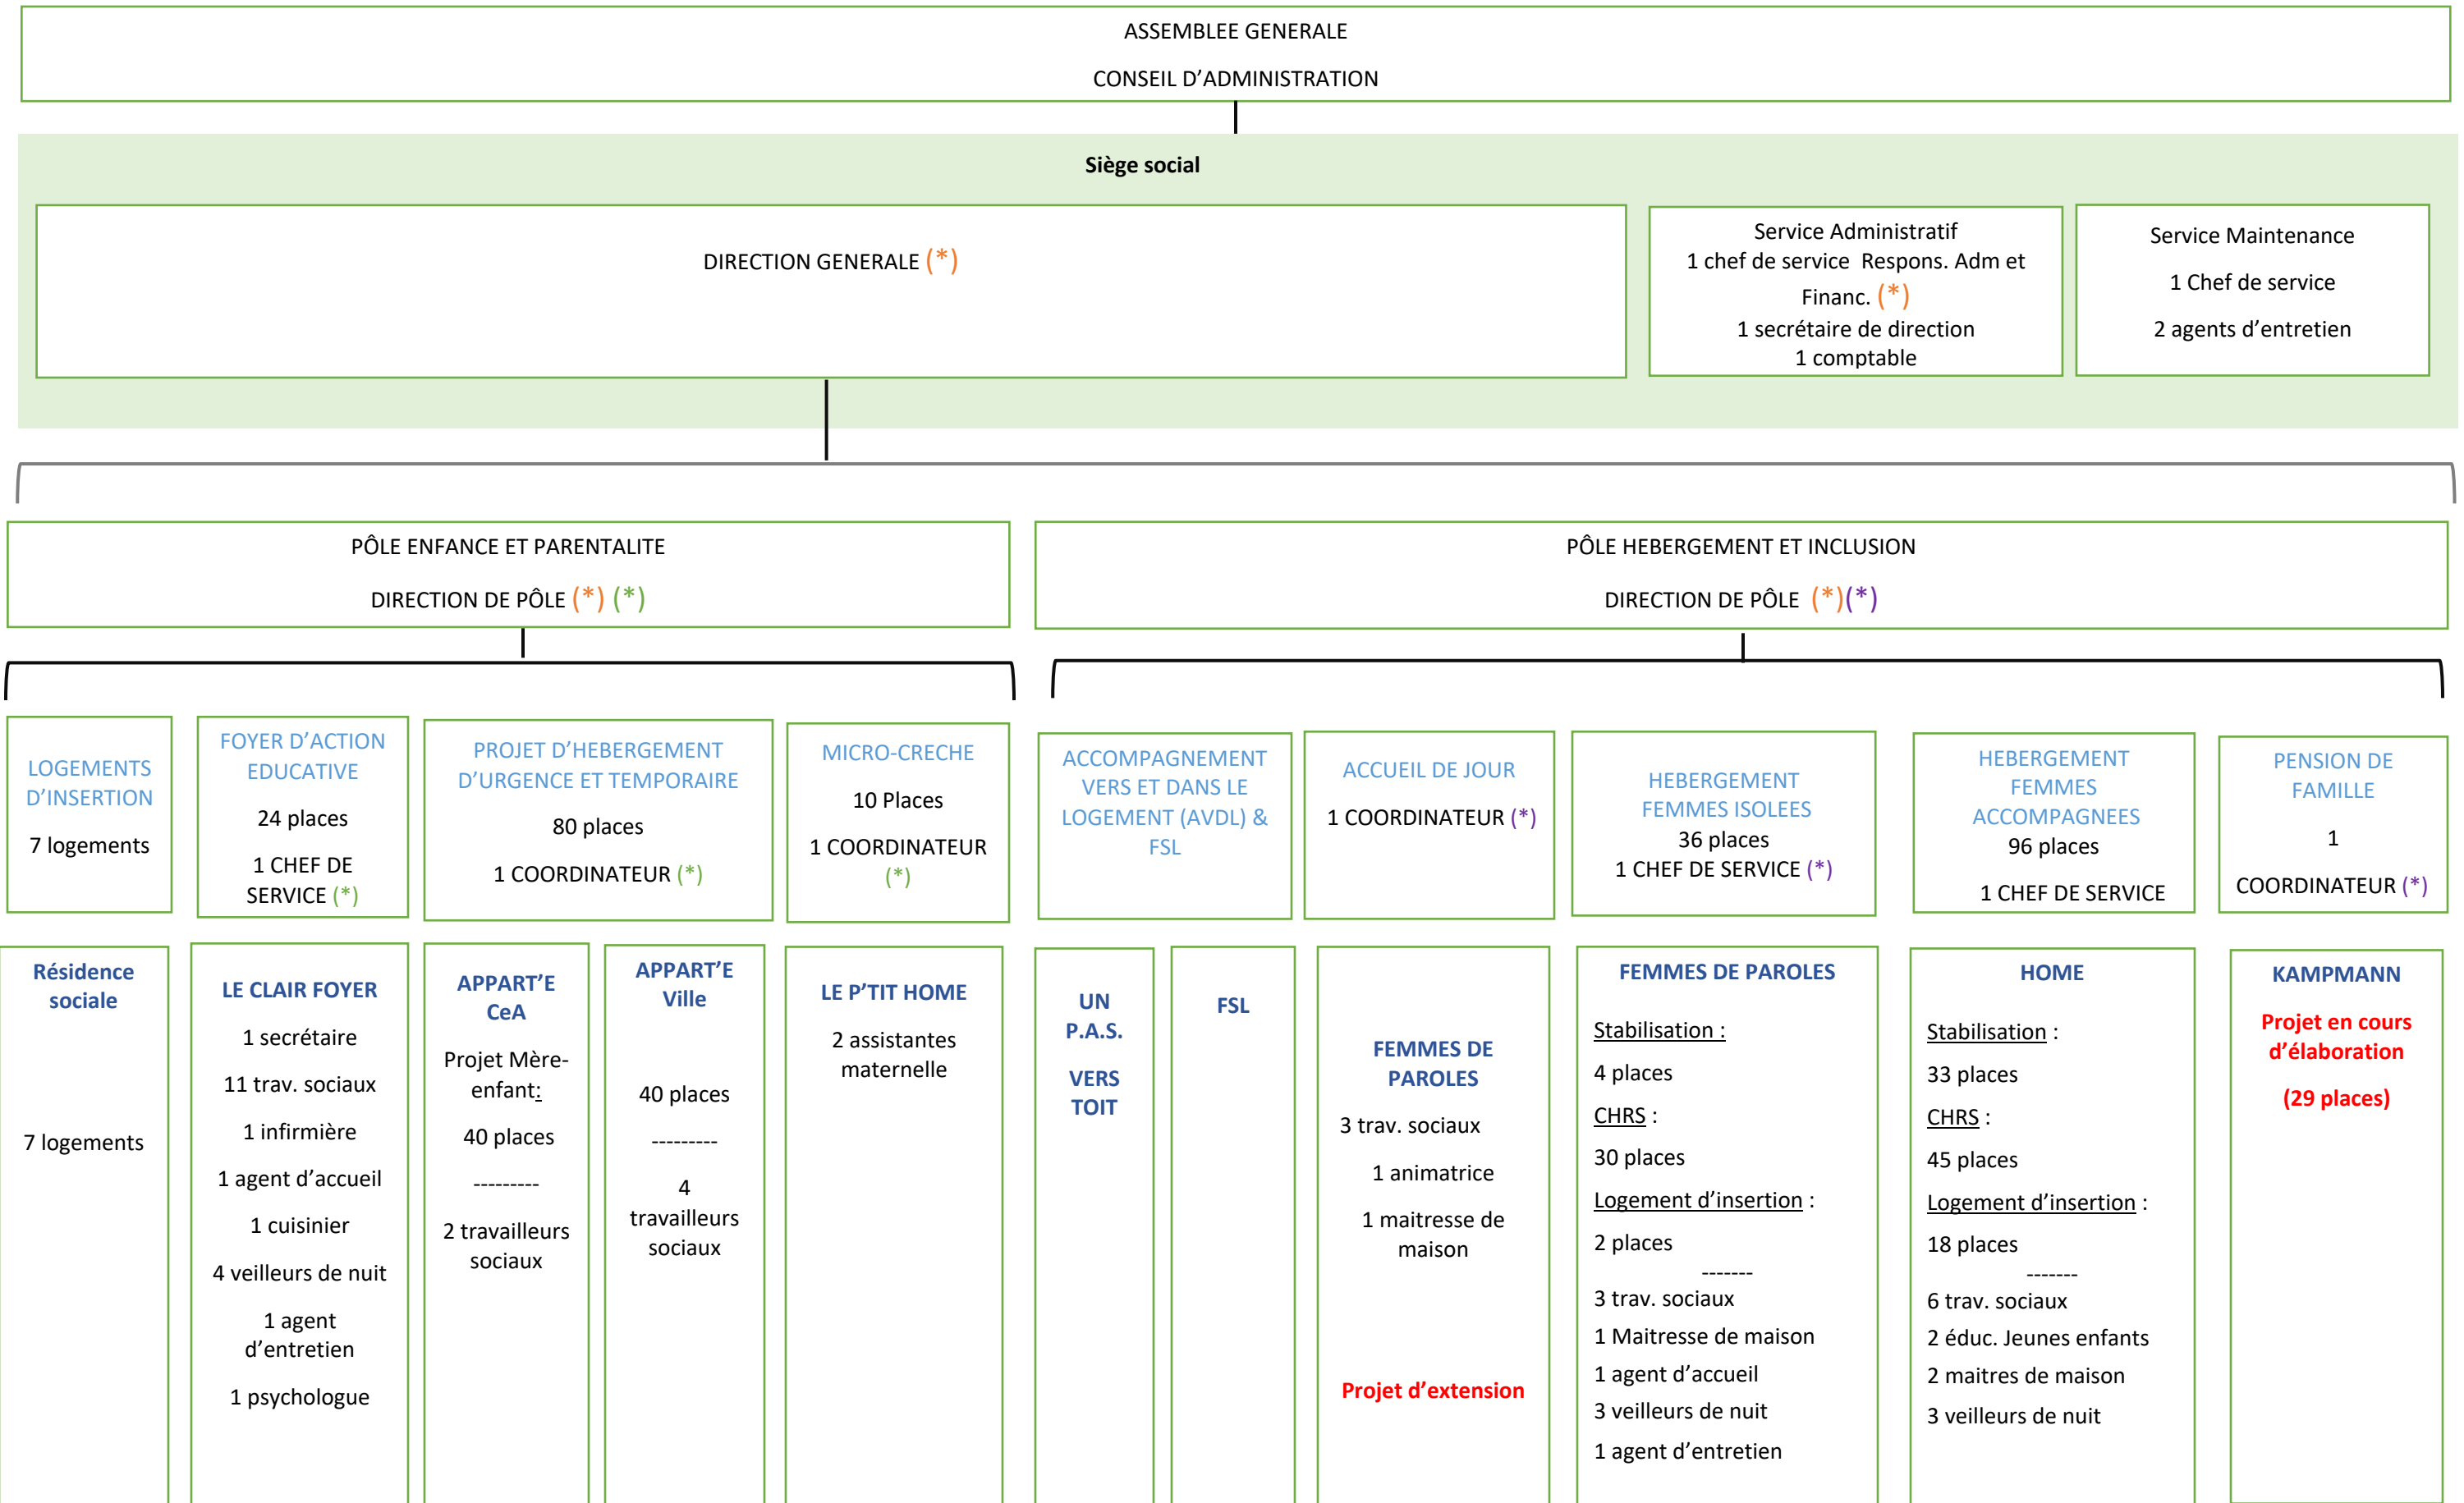 ASSEMBLEE GENERALE
CONSEIL D’ADMINISTRATION
Siège social
DIRECTION GENERALE (*)
Service Administratif
1 chef de service  Respons. Adm et
Financ. (*)
1 secrétaire de direction
1 comptable
Service Maintenance
1 Chef de service
2 agents d’entretien
PÔLE ENFANCE ET PARENTALITE
DIRECTION DE PÔLE (*) (*)
PÔLE HEBERGEMENT ET INCLUSION
DIRECTION DE PÔLE (*)(*)
LOGEMENTS
D’INSERTION
7 logements
FOYER D’ACTION
EDUCATIVE
24 places
1 CHEF DE
SERVICE (*)
PROJET D’HEBERGEMENT
D’URGENCE ET TEMPORAIRE
80 places
1 COORDINATEUR (*)
MICRO-CRECHE
10 Places
1 COORDINATEUR
(*)
ACCOMPAGNEMENT
VERS ET DANS LE
LOGEMENT (AVDL) &
FSL
ACCUEIL DE JOUR
1 COORDINATEUR (*)
HEBERGEMENT
FEMMES ISOLEES
36 places
1 CHEF DE SERVICE (*)
HEBERGEMENT
FEMMES
ACCOMPAGNEES
96 places
1 CHEF DE SERVICE
PENSION DE
FAMILLE
1
COORDINATEUR (*)
Résidence
sociale
7 logements
LE CLAIR FOYER
1 secrétaire
11 trav. sociaux
1 infirmière
1 agent d’accueil
1 cuisinier
4 veilleurs de nuit
1 agent
d’entretien
1 psychologue
APPART’E
CeA
Projet Mère-
enfant:
40 places
---------
2 travailleurs
sociaux
APPART’E
Ville
40 places
---------
4
travailleurs
sociaux
LE P’TIT HOME
2 assistantes
maternelle
UN
P.A.S.
VERS
TOIT
FSL
FEMMES DE
PAROLES
3 trav. sociaux
1 animatrice
1 maitresse de
maison
Projet d’extension
FEMMES DE PAROLES
Stabilisation :
4 places
CHRS :
30 places
Logement d’insertion :
2 places
-------
3 trav. sociaux
1 Maitresse de maison
1 agent d’accueil
3 veilleurs de nuit
1 agent d’entretien
HOME
Stabilisation :
33 places
CHRS :
45 places
Logement d’insertion :
18 places
-------
6 trav. sociaux
2 éduc. Jeunes enfants
2 maitres de maison
3 veilleurs de nuit
KAMPMANN
Projet en cours
d’élaboration
(29 places)